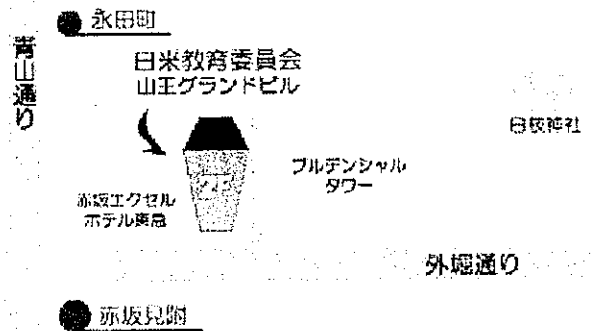 永田町
青山通り
日米教育委員会
山王グランドビル
日枝神社
プルデンシャル
タワー
赤坂エクセル
ホテル東急
外堀通り
赤坂見附